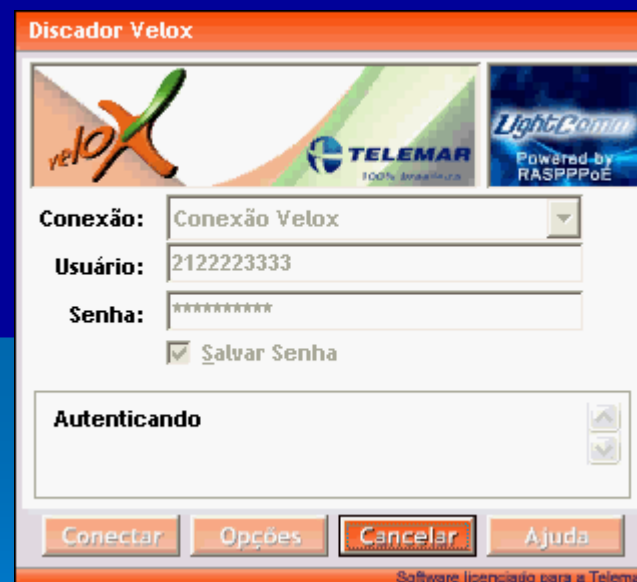 Discador Velox
velox
TELEMAR
100% brasileira
LightComm
Powered by
RASPPPoE
Conexão: Conexão Velox
Usuário: 2122223333
Senha: **********
Salvar Senha
Autenticando
Conectar Opções Cancelar Ajuda
Software licenciado para a Telem